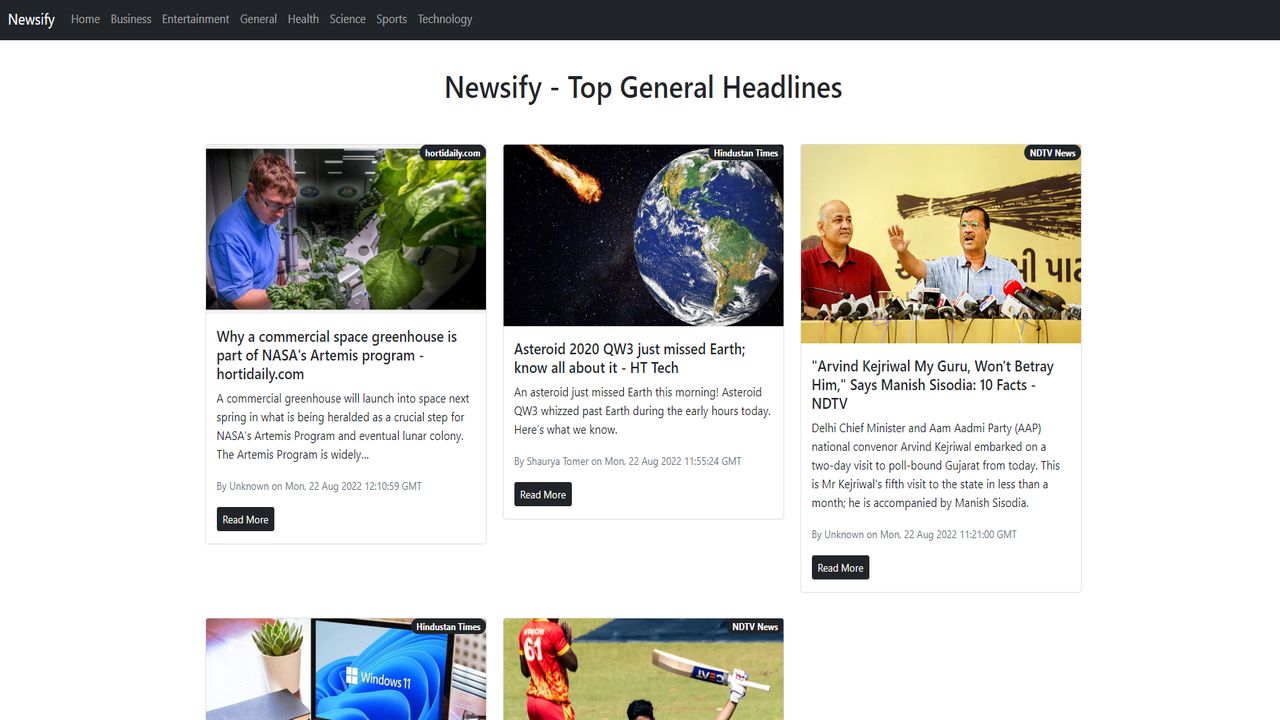 Newsify Home Business Entertainment General Health Science Sports Technology
Newsify - Top General Headlines
hortidaily.com
Why a commercial space greenhouse is
part of NASA's Artemis program -
hortidaily.com
A commercial greenhouse will launch into space next
spring in what is being heralded as a crucial step for
NASA's Artemis Program and eventual lunar colony.
The Artemis Program is widely...
By Unknown on Mon, 22 Aug 2022 12:10:59 GMT
Read More
Hindustan Times
Asteroid 2020 QW3 just missed Earth;
know all about it - HT Tech
An asteroid just missed Earth this morning! Asteroid
QW3 whizzed past Earth during the early hours today.
Here's what we know.
By Shaurya Tomer on Mon, 22 Aug 2022 11:55:24 GMT
Read More
NDTV News
"Arvind Kejriwal My Guru, Won't Betray
Him," Says Manish Sisodia: 10 Facts -
NDTV
Delhi Chief Minister and Aam Aadmi Party (AAP)
national convenor Arvind Kejriwal embarked on a
two-day visit to poll-bound Gujarat from today. This
is Mr Kejriwal's fifth visit to the state in less than a
month; he is accompanied by Manish Sisodia.
By Unknown on Mon, 22 Aug 2022 11:21:00 GMT
Read More
Hindustan Times
Windows 11
NDTV News
61
CEAT